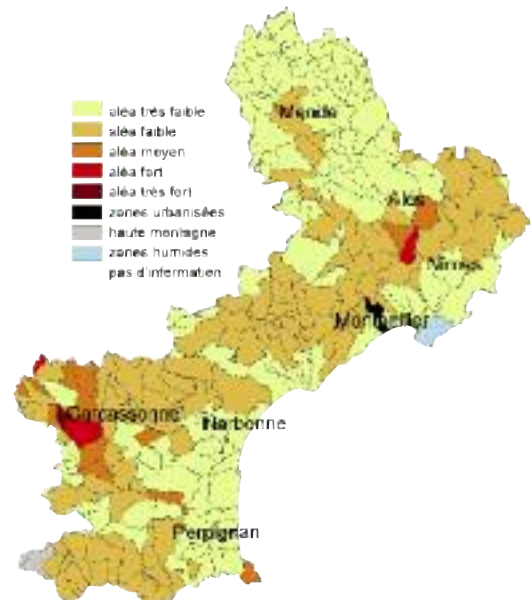 Mende
aléa très faible
aléa faible
aléa moyen
aléa fort
aléa très fort
zones urbanisées
haute montagne
zones humides
pas d'information
Alès
Nîmes
Montpellier
Carcassonne
Narbonne
Perpignan